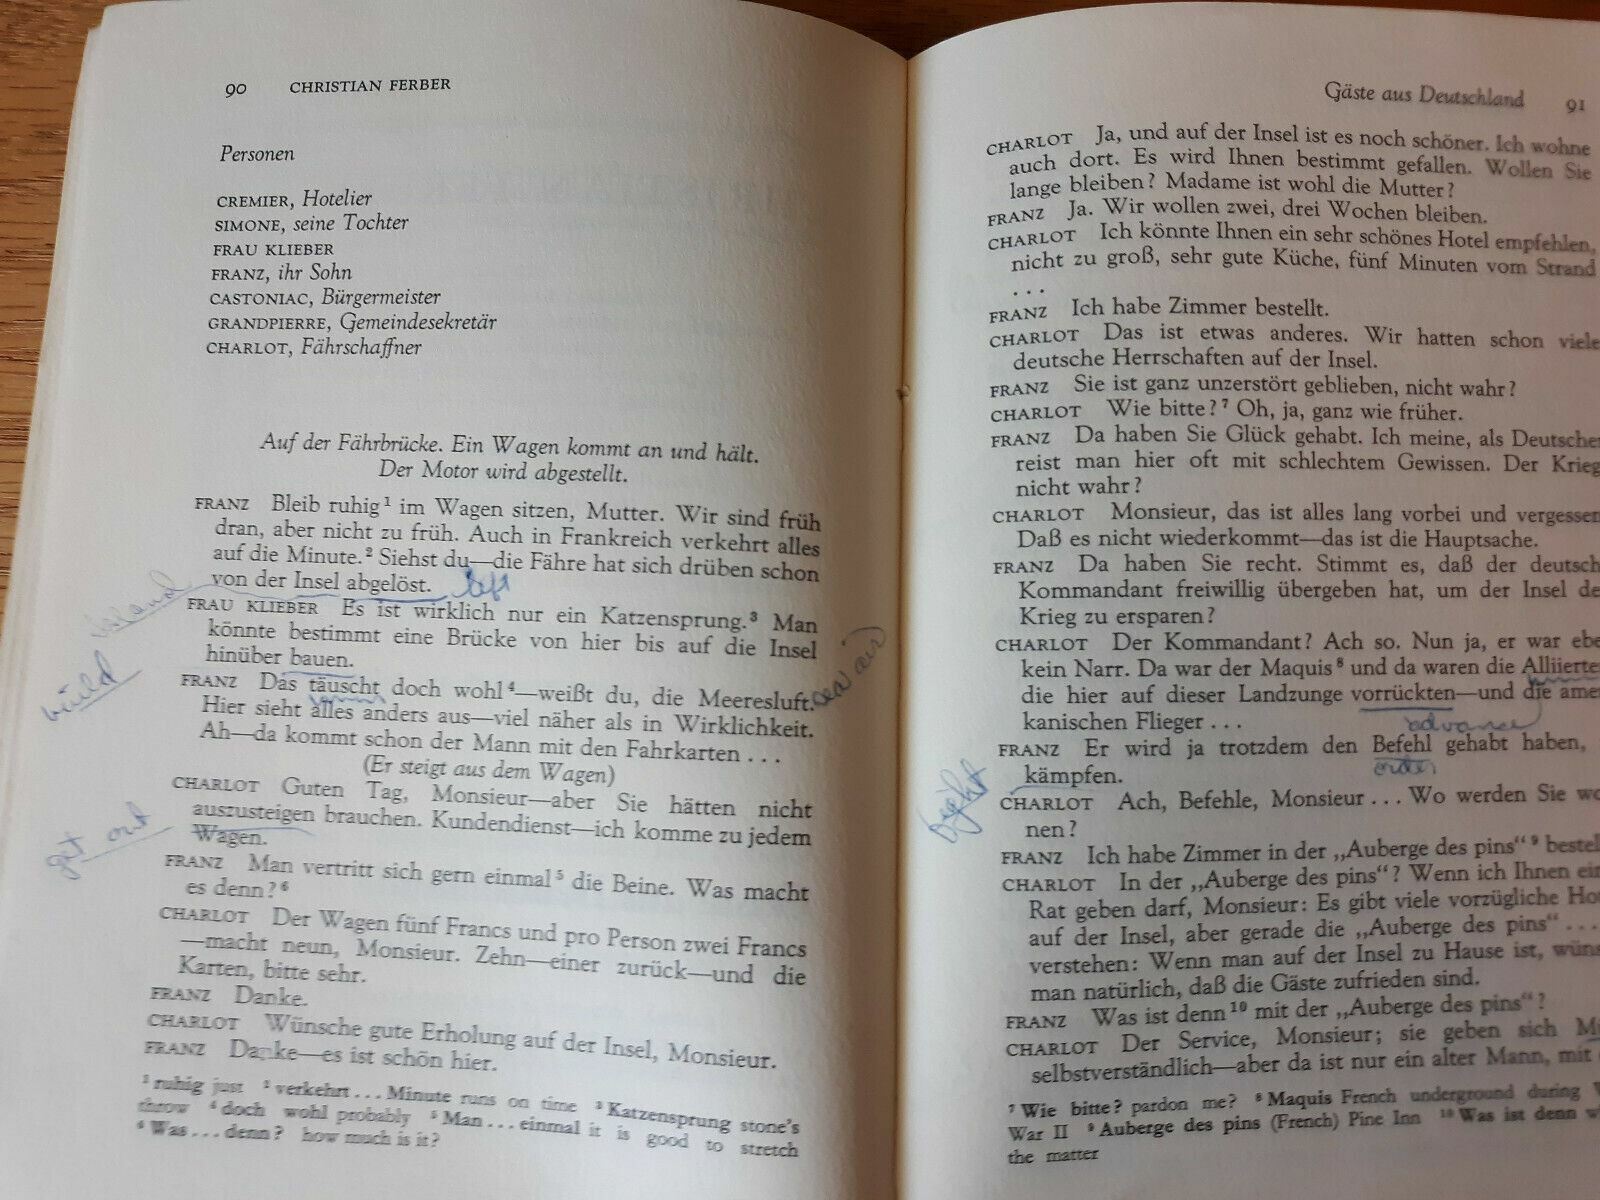 90 CHRISTIAN FERBER
Personen
CREMIER, Hotelier
SIMONE, seine Tochter
FRAU KLIEBER
FRANZ, ihr Sohn
CASTONIAC, Bürgermeister
GRANDPIERRE, Gemeindesekretär
CHARLOT, Fährschaffner
Auf der Fährbrücke. Ein Wagen kommt an und hält.
Der Motor wird abgestellt.
FRANZ Bleib ruhig¹ im Wagen sitzen, Mutter. Wir sind früh
dran, aber nicht zu früh. Auch in Frankreich verkehrt alles
auf die Minute.² Siehst du—die Fähre hat sich drüben schon
von der Insel abgelöst. left
island
FRAU KLIEBER Es ist wirklich nur ein Katzensprung.³ Man
könnte bestimmt eine Brücke von hier bis auf die Insel
hinüber bauen.
build
FRANZ Das täuscht doch wohl⁴—weißt du, die Meeresluft.
sea air
Hier sieht alles anders aus—viel näher als in Wirklichkeit.
Ah—da kommt schon der Mann mit den Fahrkarten . . .
(Er steigt aus dem Wagen)
CHARLOT Guten Tag, Monsieur—aber Sie hätten nicht
auszusteigen brauchen. Kundendienst—ich komme zu jedem
Wagen.
get out
FRANZ Man vertritt sich gern einmal⁵ die Beine. Was macht
es denn?⁶
CHARLOT Der Wagen fünf Francs und pro Person zwei Francs
—macht neun, Monsieur. Zehn—einer zurück—und die
Karten, bitte sehr.
FRANZ Danke.
CHARLOT Wünsche gute Erholung auf der Insel, Monsieur.
FRANZ Danke—es ist schön hier.
¹ ruhig just ² verkehrt . . . Minute runs on time ³ Katzensprung stone's
throw ⁴ doch wohl probably ⁵ Man . . . einmal it is good to stretch
⁶ Was . . . denn? how much is it?
Gäste aus Deutschland 91
CHARLOT Ja, und auf der Insel ist es noch schöner. Ich wohne
auch dort. Es wird Ihnen bestimmt gefallen. Wollen Sie
lange bleiben? Madame ist wohl die Mutter?
FRANZ Ja. Wir wollen zwei, drei Wochen bleiben.
CHARLOT Ich könnte Ihnen ein sehr schönes Hotel empfehlen,
nicht zu groß, sehr gute Küche, fünf Minuten vom Strand
. . .
FRANZ Ich habe Zimmer bestellt.
CHARLOT Das ist etwas anderes. Wir hatten schon viele
deutsche Herrschaften auf der Insel.
FRANZ Sie ist ganz unzerstört geblieben, nicht wahr?
CHARLOT Wie bitte?⁷ Oh, ja, ganz wie früher.
FRANZ Da haben Sie Glück gehabt. Ich meine, als Deutscher
reist man hier oft mit schlechtem Gewissen. Der Krieg
nicht wahr?
CHARLOT Monsieur, das ist alles lang vorbei und vergessen
Daß es nicht wiederkommt—das ist die Hauptsache.
FRANZ Da haben Sie recht. Stimmt es, daß der deutsch
Kommandant freiwillig übergeben hat, um der Insel de
Krieg zu ersparen?
CHARLOT Der Kommandant? Ach so. Nun ja, er war ebe
kein Narr. Da war der Maquis⁸ und da waren die Alliierte
die hier auf dieser Landzunge vorrückten—und die ame
advance
kanischen Flieger . . .
FRANZ Er wird ja trotzdem den Befehl gehabt haben,
order
kämpfen.
fight
CHARLOT Ach, Befehle, Monsieur . . . Wo werden Sie wo
nen?
FRANZ Ich habe Zimmer in der „Auberge des pins“⁹ bestel
CHARLOT In der „Auberge des pins“? Wenn ich Ihnen ein
Rat geben darf, Monsieur: Es gibt viele vorzügliche Ho
auf der Insel, aber gerade die „Auberge des pins“ . . .
verstehen: Wenn man auf der Insel zu Hause ist, wüns
man natürlich, daß die Gäste zufrieden sind.
FRANZ Was ist denn¹⁰ mit der „Auberge des pins“?
CHARLOT Der Service, Monsieur; sie geben sich M
selbstverständlich—aber da ist nur ein alter Mann, mit
⁷ Wie bitte? pardon me? ⁸ Maquis French underground during W
War II ⁹ Auberge des pins (French) Pine Inn ¹⁰ Was ist denn w
the matter